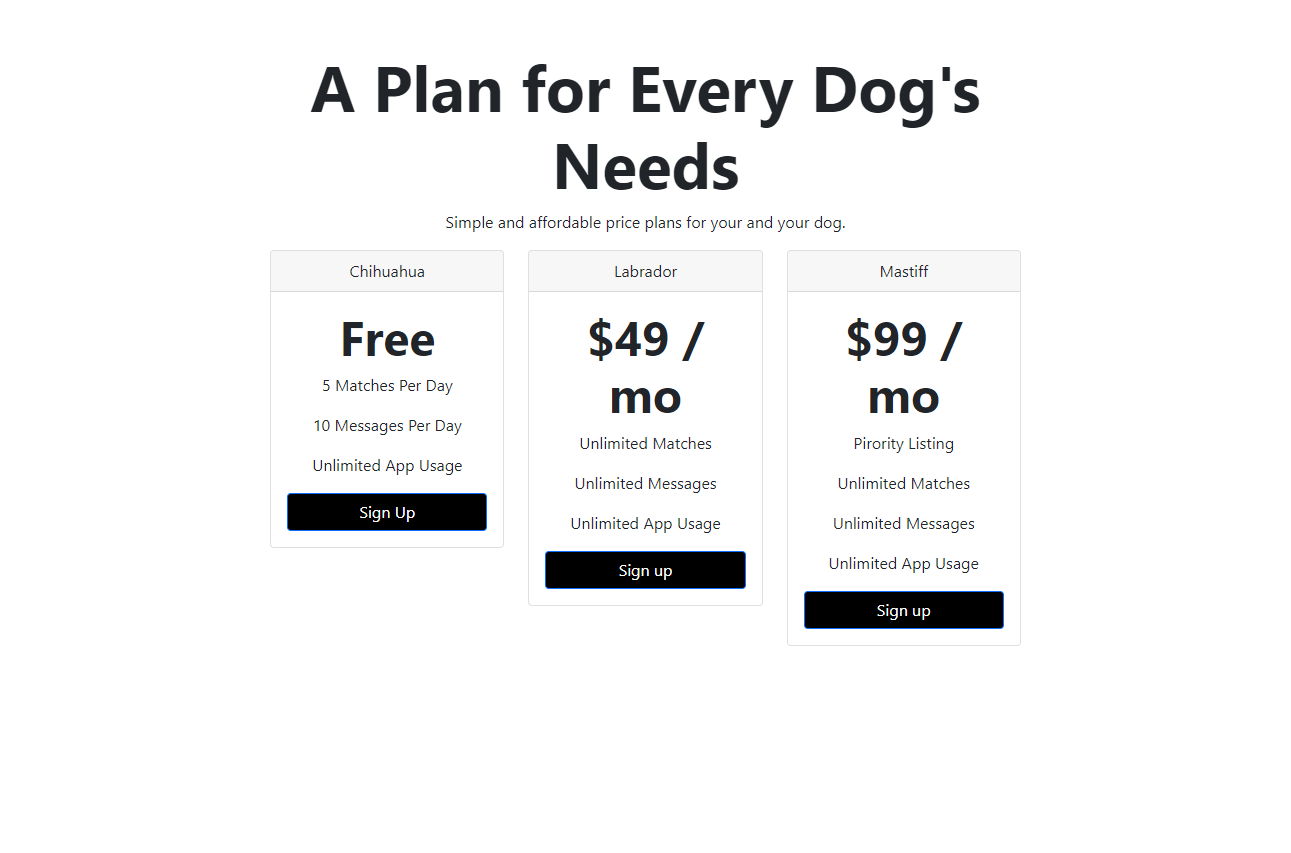 A Plan for Every Dog's
Needs
Simple and affordable price plans for your and your dog.
Chihuahua
Free
5 Matches Per Day
10 Messages Per Day
Unlimited App Usage
Sign Up
Labrador
$49 /
mo
Unlimited Matches
Unlimited Messages
Unlimited App Usage
Sign up
Mastiff
$99 /
mo
Pirority Listing
Unlimited Matches
Unlimited Messages
Unlimited App Usage
Sign up